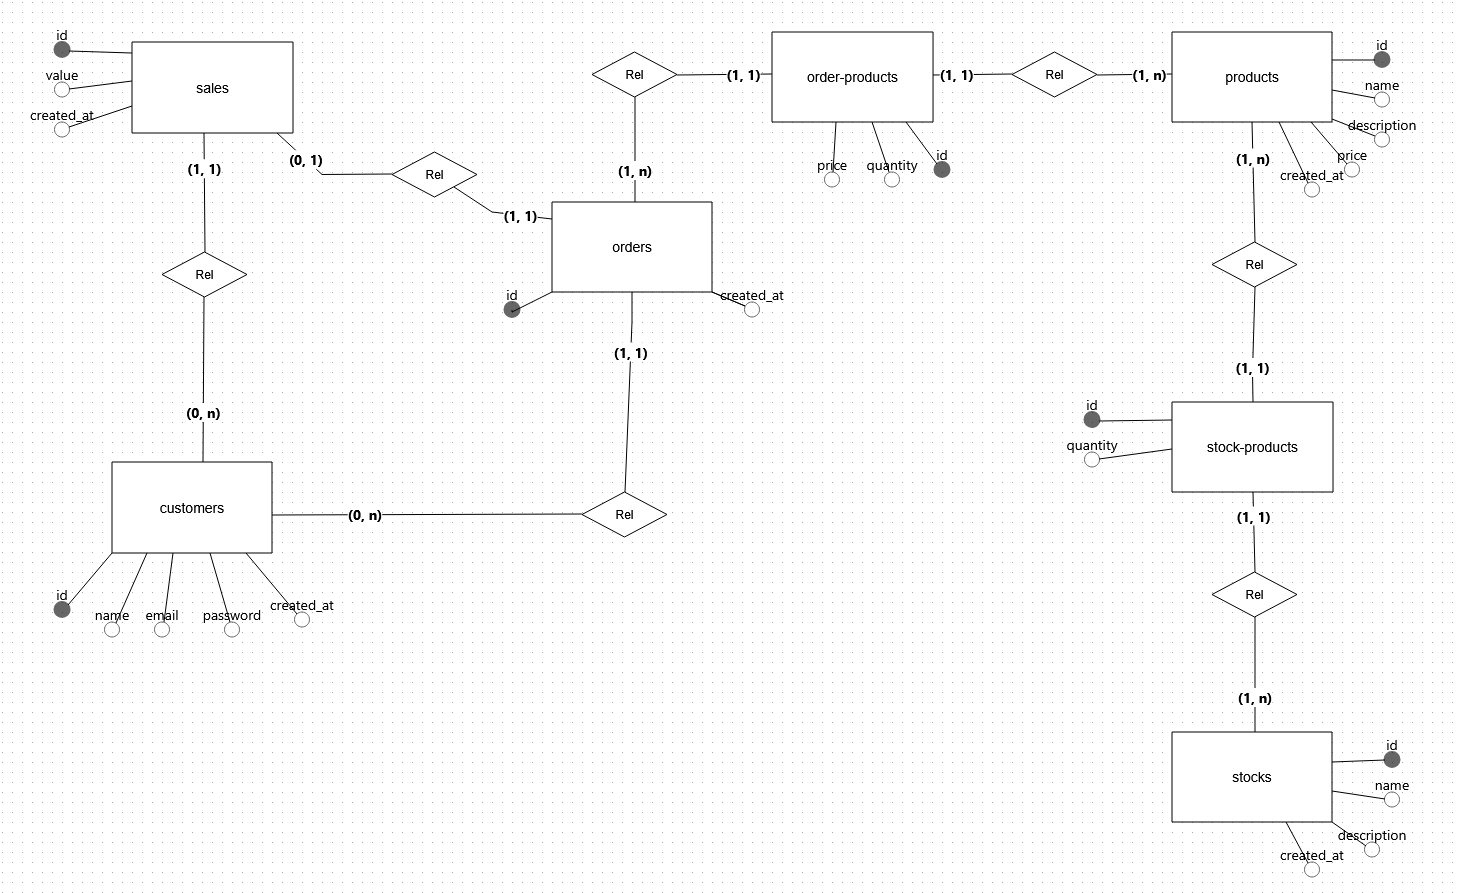 id
value
created_at
sales
(1, 1)
(0, 1)
Rel
(1, 1)
Rel
(1, 1)
order-products
(1, 1)
Rel
(1, n)
products
id
name
description
price
created_at
price
quantity
id
(1, n)
orders
id
created_at
(1, 1)
Rel
(0, n)
Rel
(0, n)
customers
id
name
email
password
created_at
(1, n)
Rel
(1, 1)
id
quantity
stock-products
(1, 1)
Rel
(1, n)
stocks
id
name
description
created_at